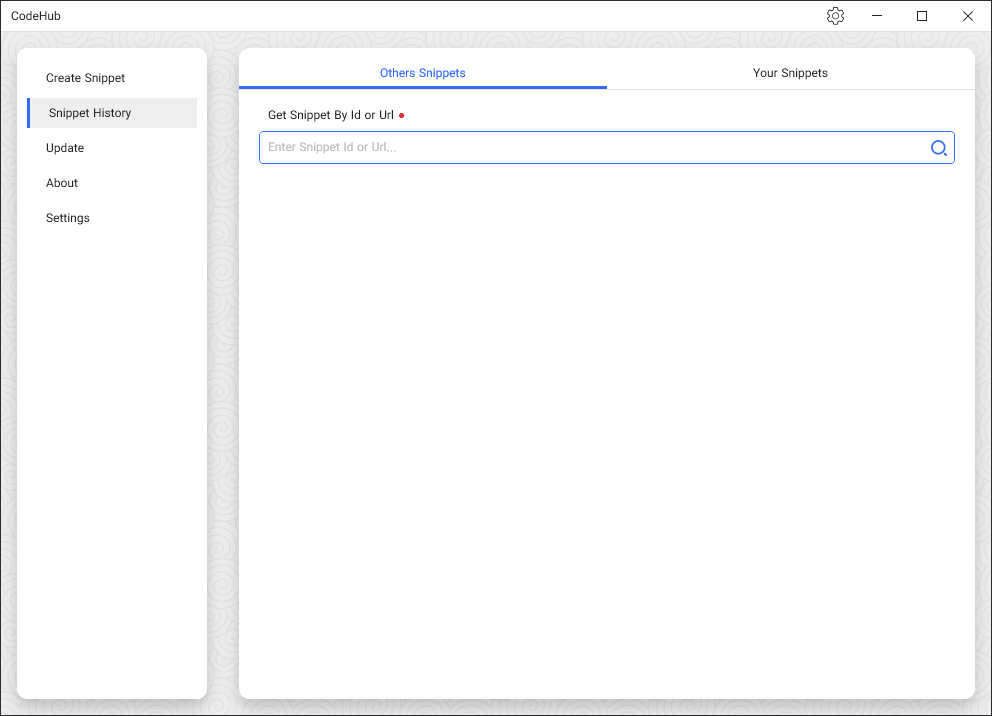 CodeHub
Create Snippet
Snippet History
Update
About
Settings
Others Snippets
Your Snippets
Get Snippet By Id or Url
Enter Snippet Id or Url...